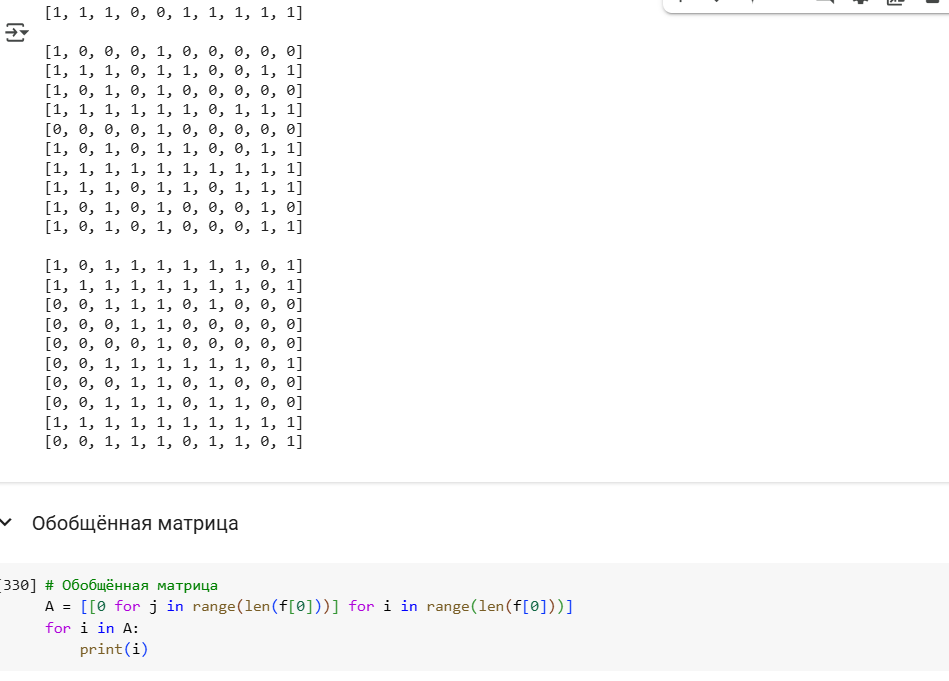 [1, 1, 1, 0, 0, 1, 1, 1, 1, 1]
[1, 0, 0, 0, 1, 0, 0, 0, 0, 0]
[1, 1, 1, 0, 1, 1, 0, 0, 1, 1]
[1, 0, 1, 0, 1, 0, 0, 0, 0, 0]
[1, 1, 1, 1, 1, 1, 0, 1, 1, 1]
[0, 0, 0, 0, 1, 0, 0, 0, 0, 0]
[1, 0, 1, 0, 1, 1, 0, 0, 1, 1]
[1, 1, 1, 1, 1, 1, 1, 1, 1, 1]
[1, 1, 1, 0, 1, 1, 0, 1, 1, 1]
[1, 0, 1, 0, 1, 0, 0, 0, 1, 0]
[1, 0, 1, 0, 1, 0, 0, 0, 1, 1]
[1, 0, 1, 1, 1, 1, 1, 1, 0, 1]
[1, 1, 1, 1, 1, 1, 1, 1, 0, 1]
[0, 0, 1, 1, 1, 0, 1, 0, 0, 0]
[0, 0, 0, 1, 1, 0, 0, 0, 0, 0]
[0, 0, 0, 0, 1, 0, 0, 0, 0, 0]
[0, 0, 1, 1, 1, 1, 1, 1, 0, 1]
[0, 0, 0, 1, 1, 0, 1, 0, 0, 0]
[0, 0, 1, 1, 1, 0, 1, 1, 0, 0]
[1, 1, 1, 1, 1, 1, 1, 1, 1, 1]
[0, 0, 1, 1, 1, 0, 1, 1, 0, 1]
Обобщённая матрица
[330] # Обобщённая матрица
A = [[0 for j in range(len(f[0]))] for i in range(len(f[0]))]
for i in A:
    print(i)